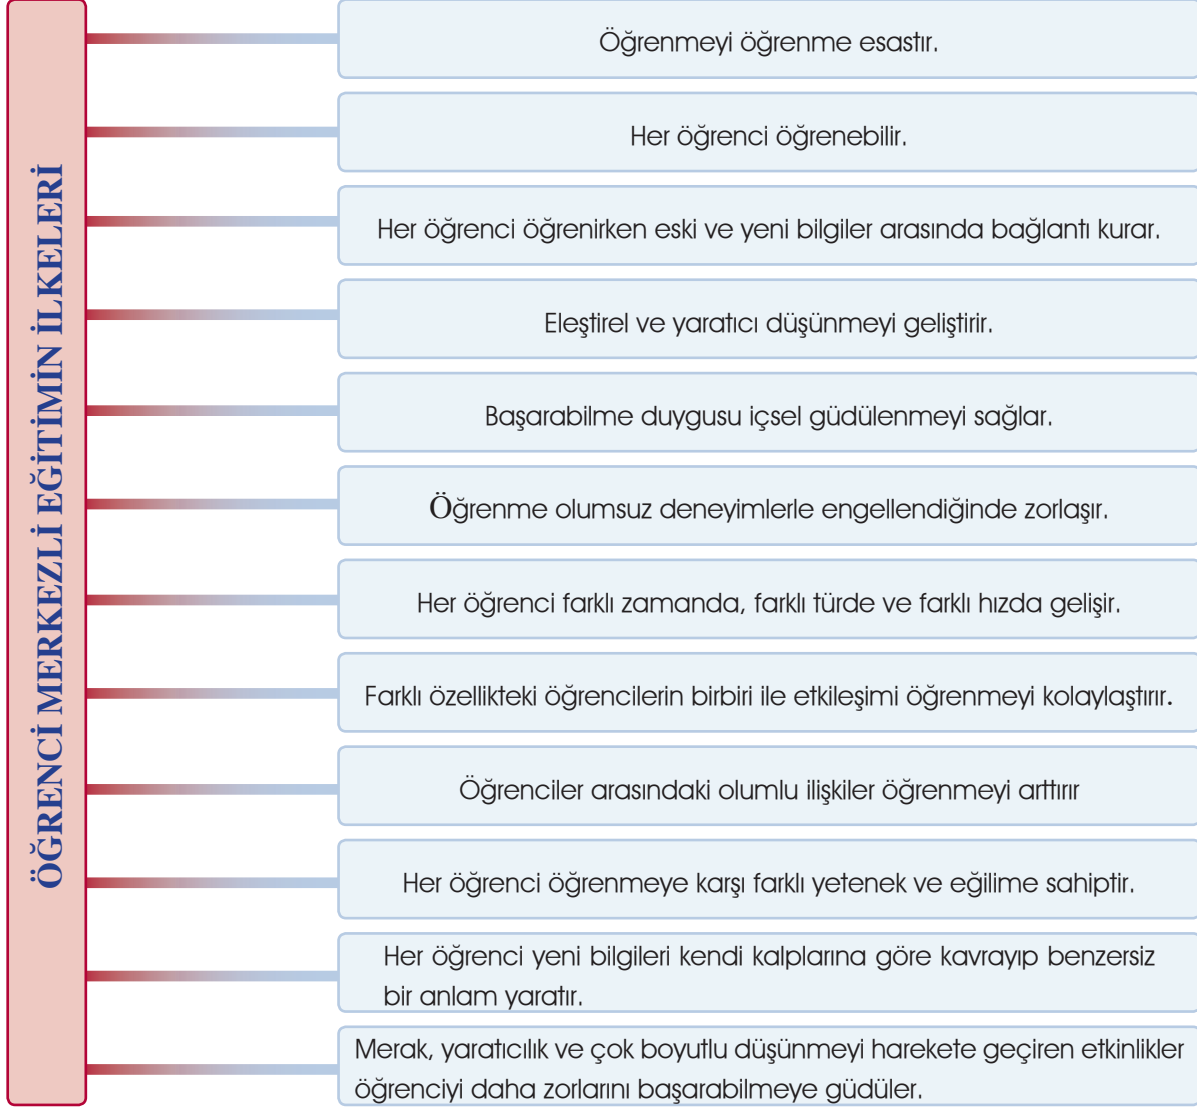 ÖĞRENCİ MERKEZLİ EĞİTİMİN İLKELERİ
Öğrenmeyi öğrenme esastır.
Her öğrenci öğrenebilir.
Her öğrenci öğrenirken eski ve yeni bilgiler arasında bağlantı kurar.
Eleştirel ve yaratıcı düşünmeyi geliştirir.
Başarabilme duygusu içsel güdülenmeyi sağlar.
Öğrenme olumsuz deneyimlerle engellendiğinde zorlaşır.
Her öğrenci farklı zamanda, farklı türde ve farklı hızda gelişir.
Farklı özellikteki öğrencilerin birbiri ile etkileşimi öğrenmeyi kolaylaştırır.
Öğrenciler arasındaki olumlu ilişkiler öğrenmeyi arttırır
Her öğrenci öğrenmeye karşı farklı yetenek ve eğilime sahiptir.
Her öğrenci yeni bilgileri kendi kalplarına göre kavrayıp benzersiz
bir anlam yaratır.
Merak, yaratıcılık ve çok boyutlu düşünmeyi harekete geçiren etkinlikler
öğrenciyi daha zorlarını başarabilmeye güdüler.